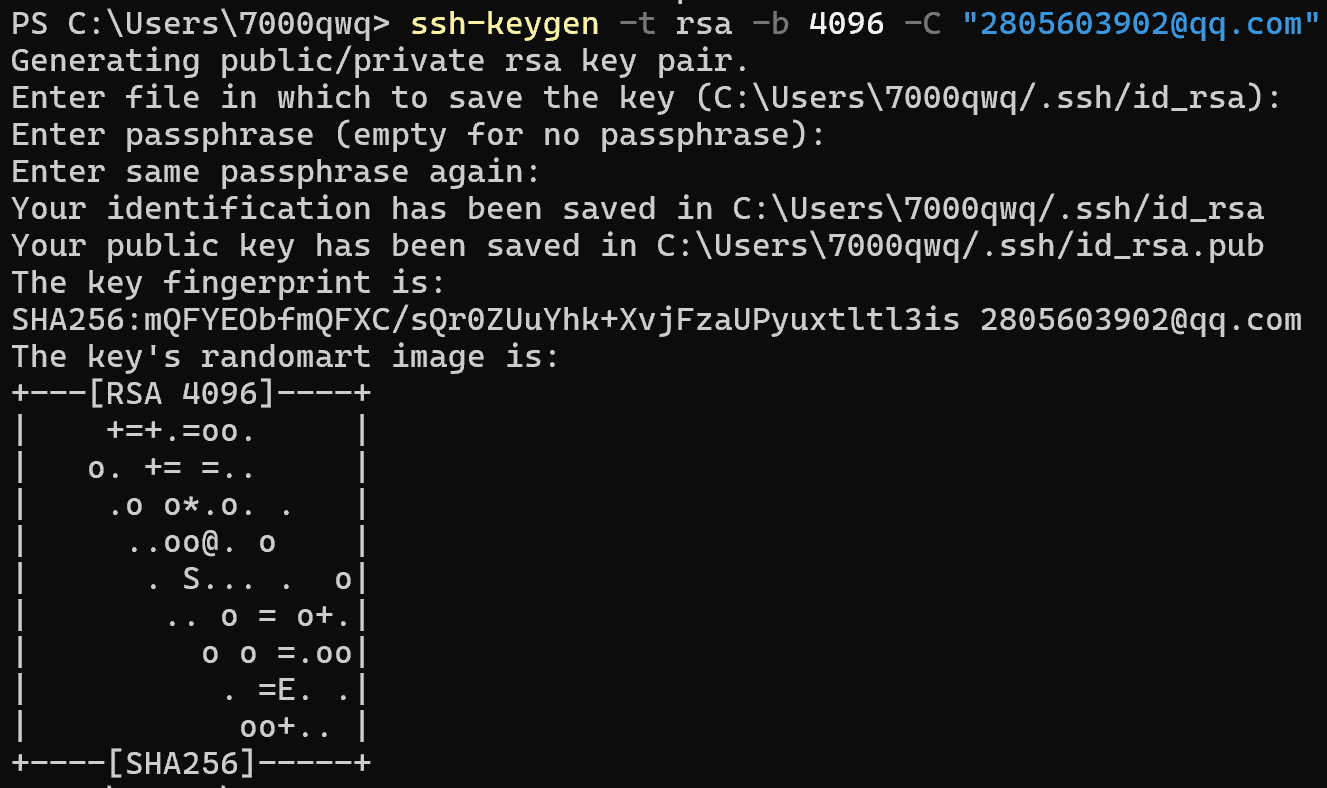 PS C:\Users\7000qwq> ssh-keygen -t rsa -b 4096 -C "2805603902@qq.com"
Generating public/private rsa key pair.
Enter file in which to save the key (C:\Users\7000qwq/.ssh/id_rsa):
Enter passphrase (empty for no passphrase):
Enter same passphrase again:
Your identification has been saved in C:\Users\7000qwq/.ssh/id_rsa
Your public key has been saved in C:\Users\7000qwq/.ssh/id_rsa.pub
The key fingerprint is:
SHA256:mQFYEObfmQFXC/sQr0ZUuYhk+XvjFzaUPyuxtltl3is 2805603902@qq.com
The key's randomart image is:
+---[RSA 4096]----+
|    +=+.=oo.     |
|   o. += =..     |
|    .o o*.o. .   |
|     ..oo@. o    |
|      . S... .  o|
|       .. o = o+.|
|         o o =.oo|
|          . =E. .|
|           oo+.. |
+----[SHA256]-----+